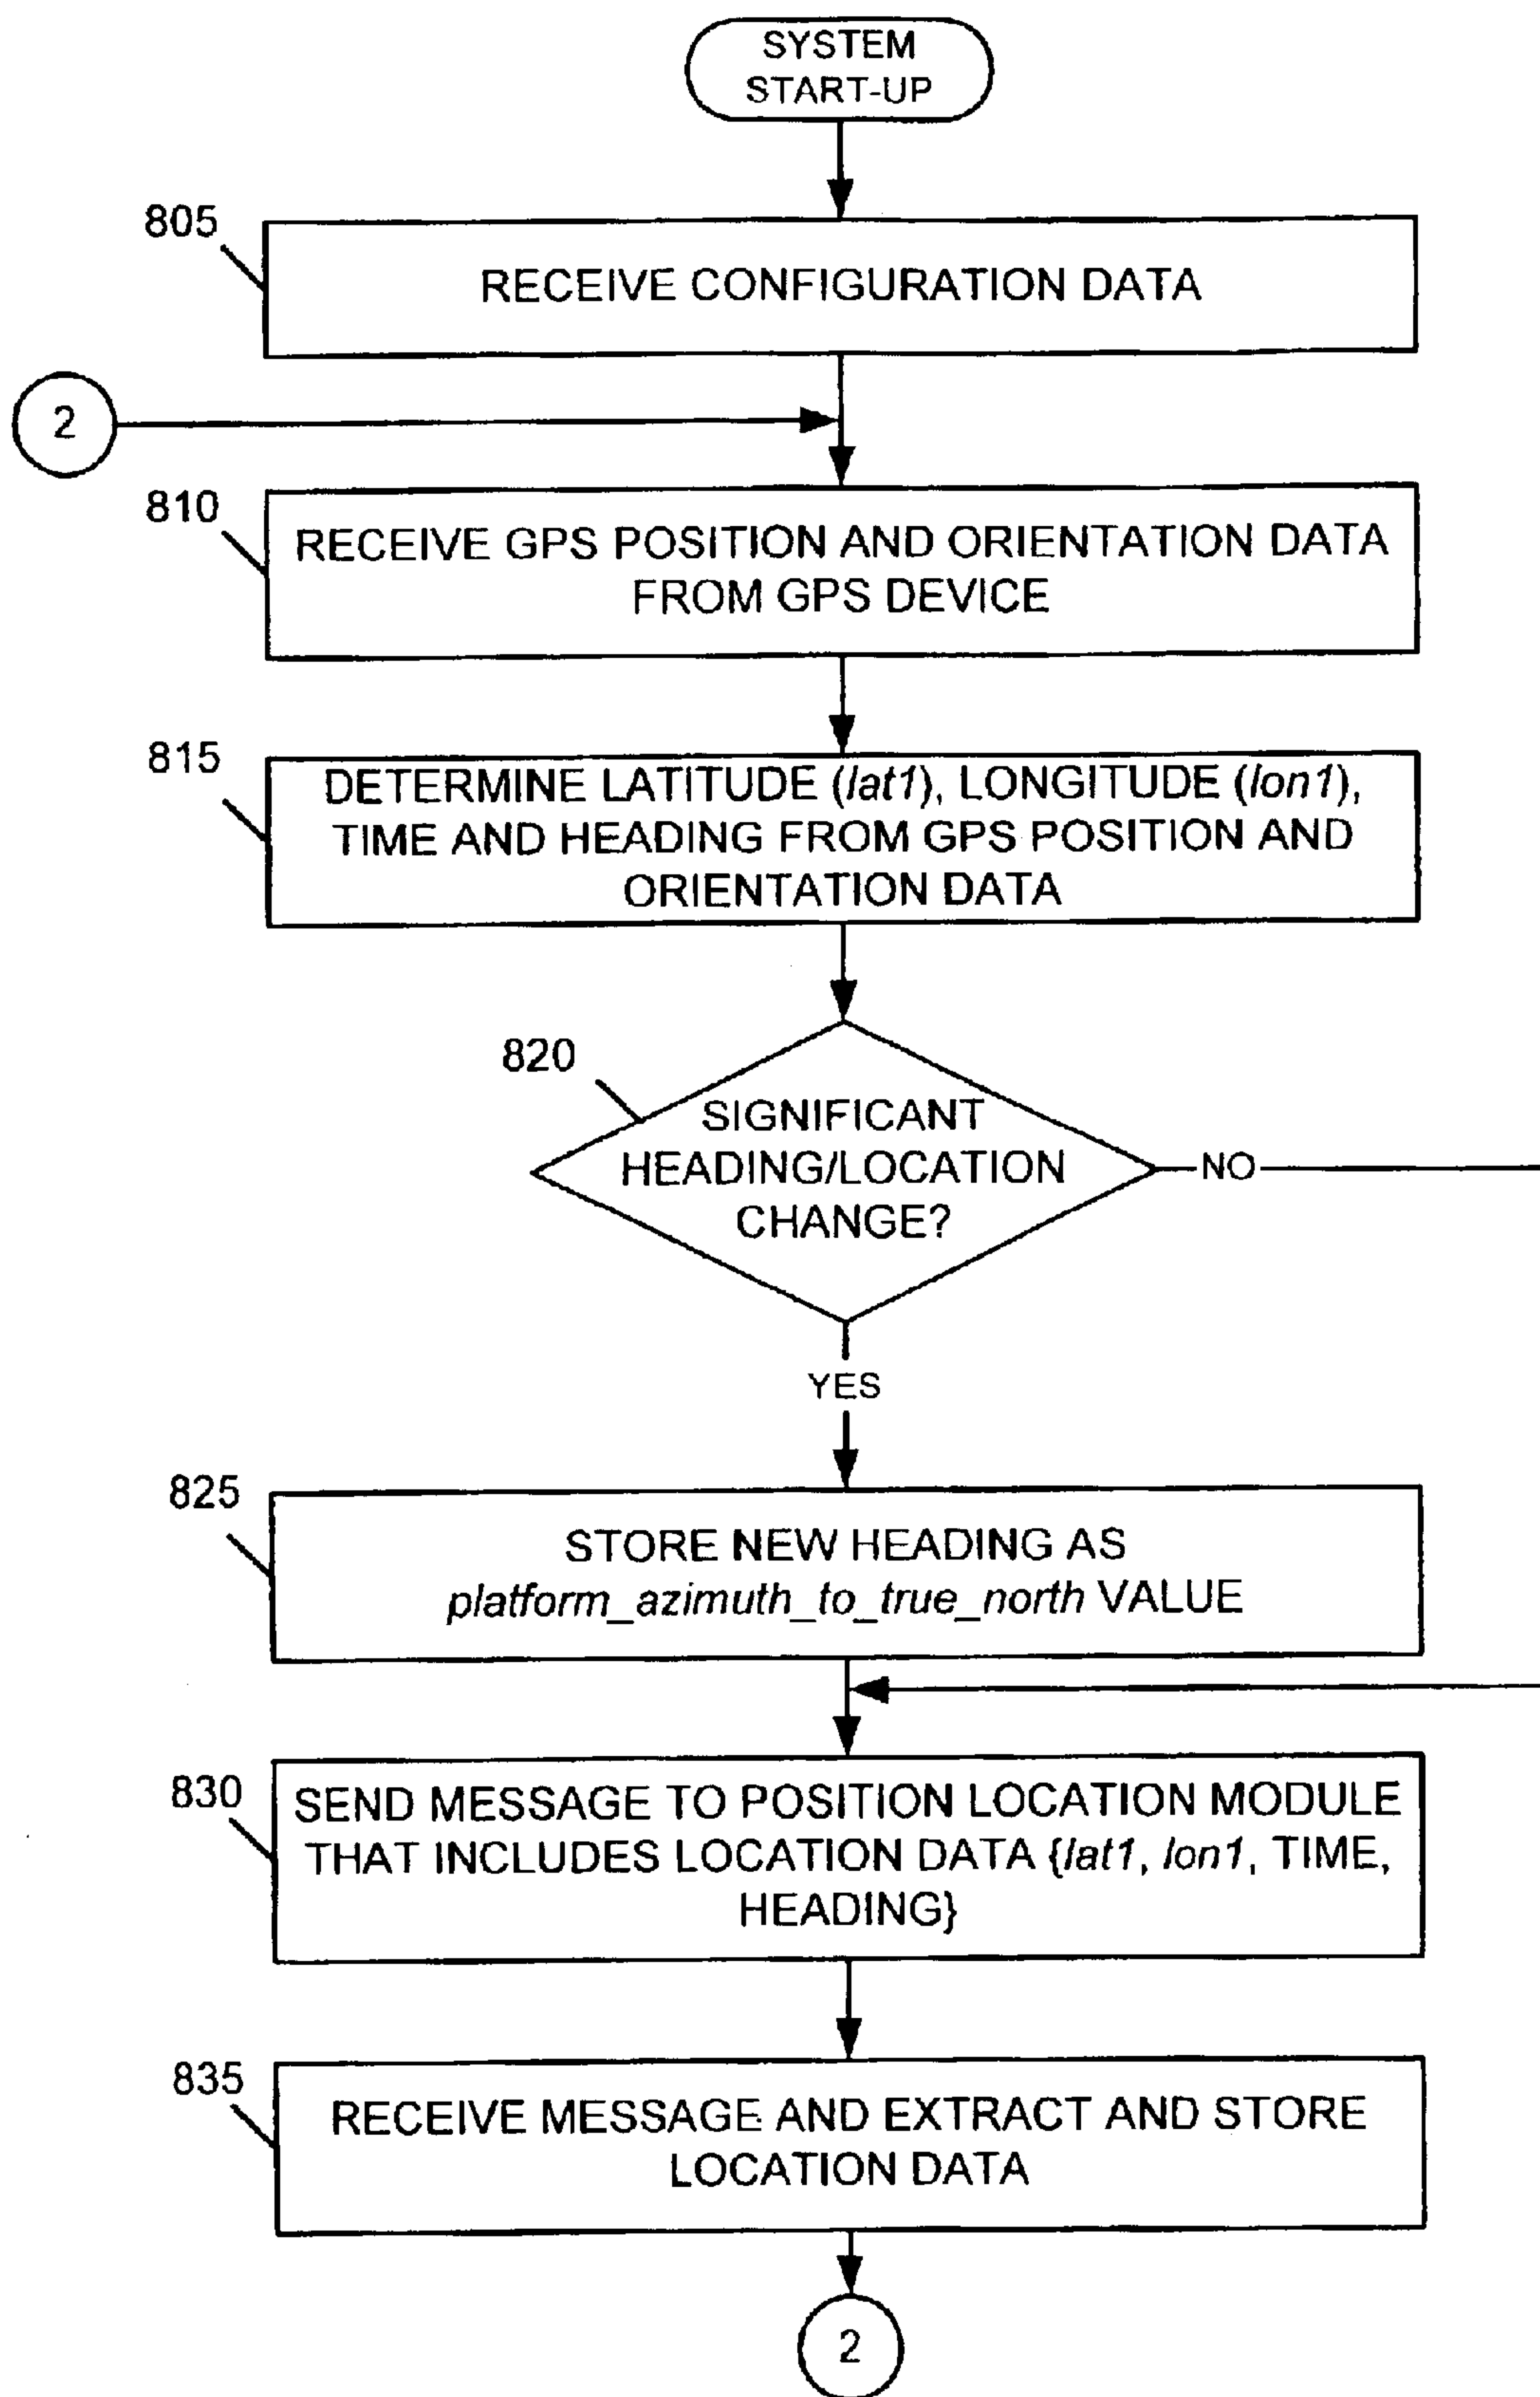 SYSTEM
START-UP
805
RECEIVE CONFIGURATION DATA
2
810
RECEIVE GPS POSITION AND ORIENTATION DATA
FROM GPS DEVICE
815
DETERMINE LATITUDE (lat1), LONGITUDE (lon1),
TIME AND HEADING FROM GPS POSITION AND
ORIENTATION DATA
820
SIGNIFICANT
HEADING/LOCATION
CHANGE?
NO
YES
825
STORE NEW HEADING AS
platform_azimuth_to_true_north VALUE
830
SEND MESSAGE TO POSITION LOCATION MODULE
THAT INCLUDES LOCATION DATA {lat1, lon1, TIME,
HEADING}
835
RECEIVE MESSAGE AND EXTRACT AND STORE
LOCATION DATA
2